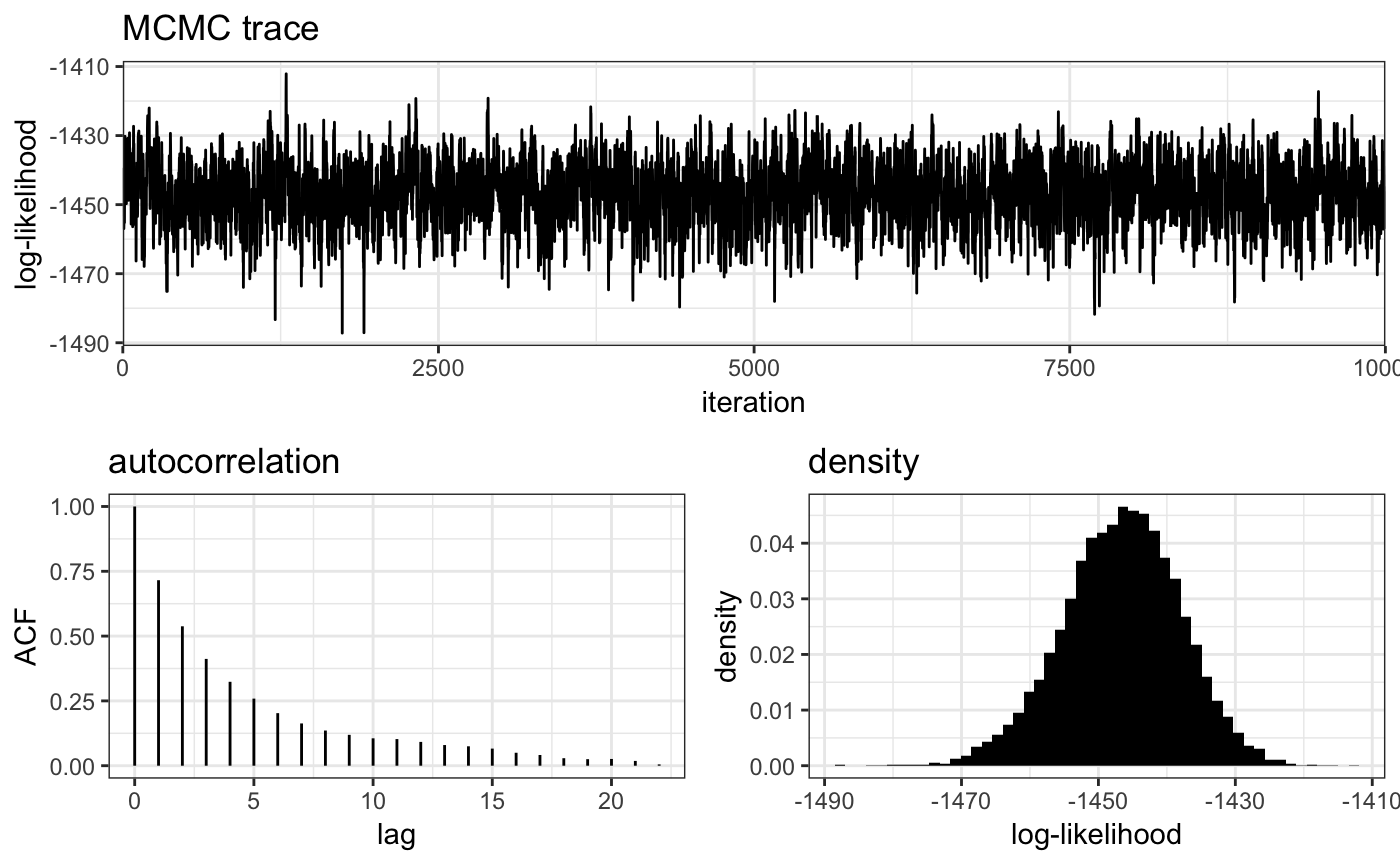 MCMC trace
-1410
-1430
-1450
-1470
-1490
log-likelihood
0 2500 5000 7500 1000
iteration
autocorrelation
1.00
0.75
0.50
0.25
0.00
ACF
0 5 10 15 20
lag
density
0.04
0.03
0.02
0.01
0.00
density
-1490 -1470 -1450 -1430 -1410
log-likelihood